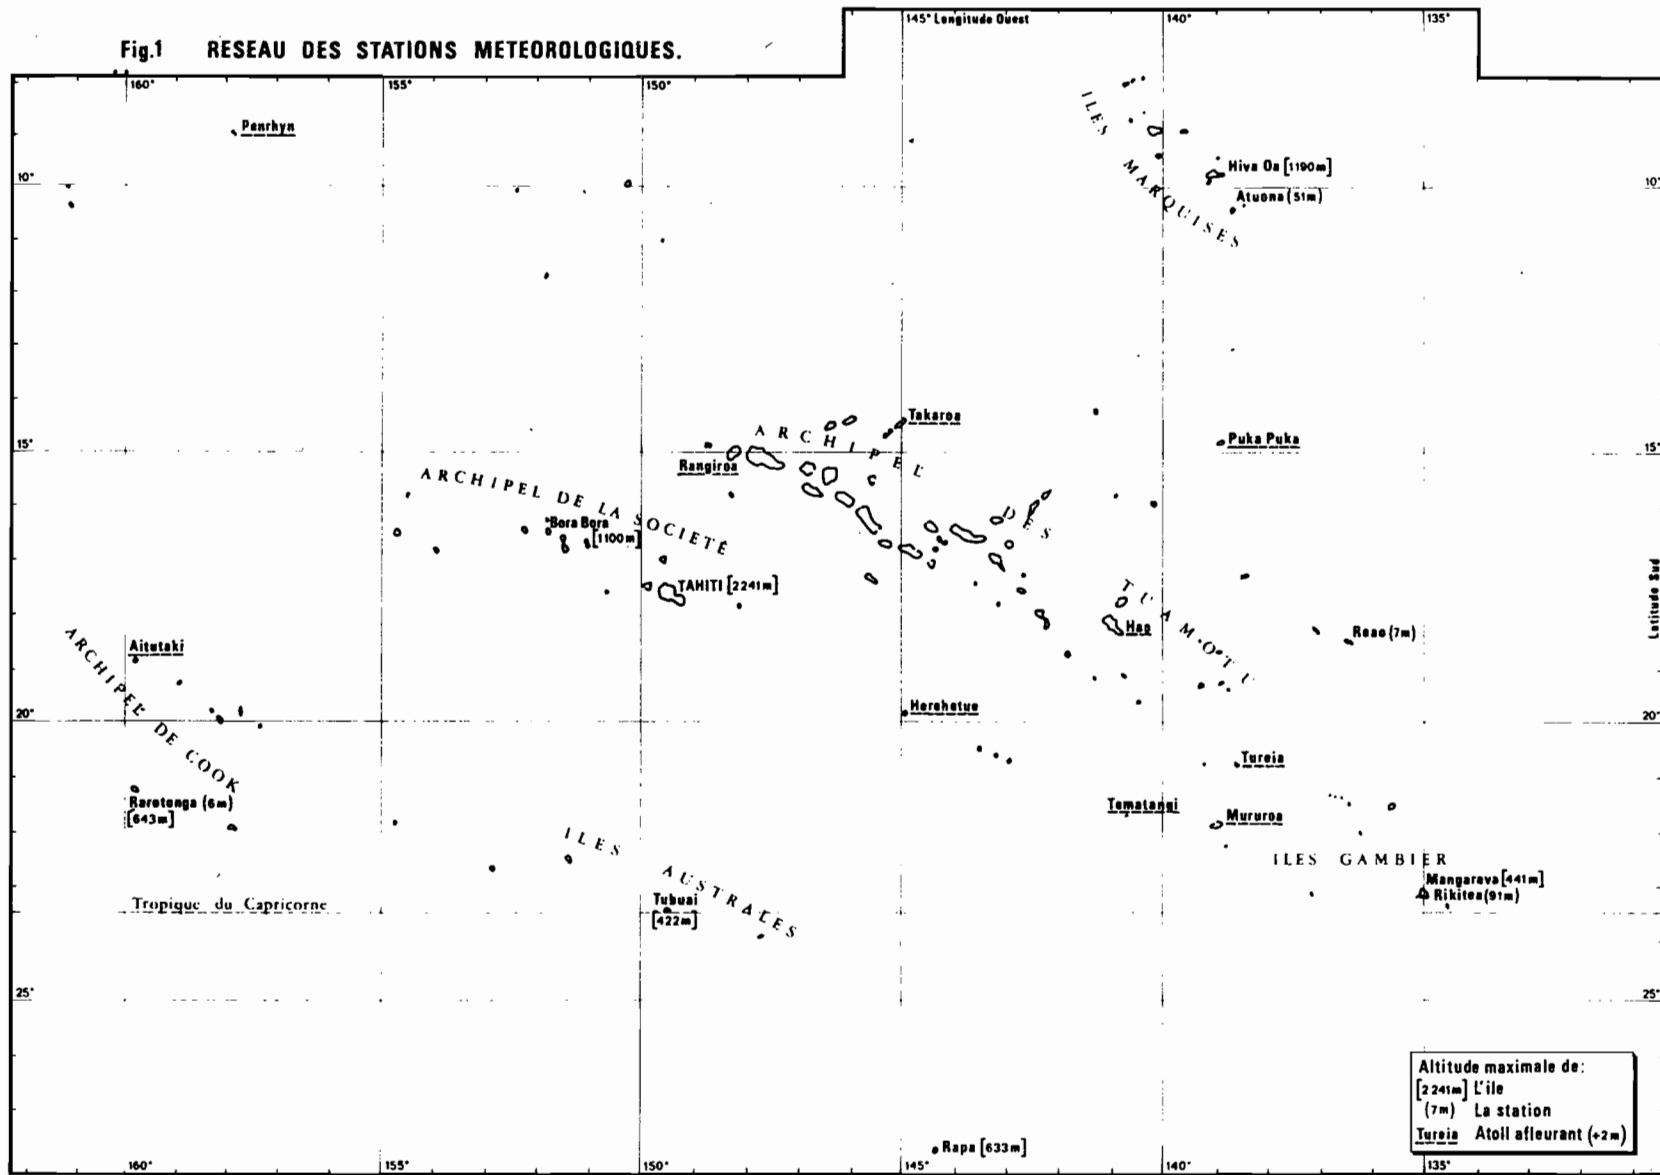 Fig.1 RESEAU DES STATIONS METEOROLOGIQUES.
145° Longitude Ouest
140°
135°
160°
155°
150°
Penrhyn
ILES MARQUISES
Hiva Oa [1190m]
Atuona (51m)
10°
10°
Takaroa
ARCHIPEL DES TUAMOTU
Puka Puka
15°
15°
Rangiroa
ARCHIPEL DE LA SOCIETÉ
Bora Bora
[1100m]
TAHITI [2241m]
Latitude Sud
Hao
Reao (7m)
Aitutaki
ARCHIPEL DE COOK
Herehetue
20°
20°
Tureia
Rarotonga (6m)
[643m]
Tematangi
Mururoa
ILES AUSTRALES
ILES GAMBIER
Mangareva [441m]
Rikitea (91m)
Tropique du Capricorne
Tubuai
[422m]
25°
25°
Altitude maximale de:
[2241m] L'ile
(7m) La station
Tureia Atoll afleurant (+2m)
Rapa [633m]
160°
155°
150°
145°
140°
135°